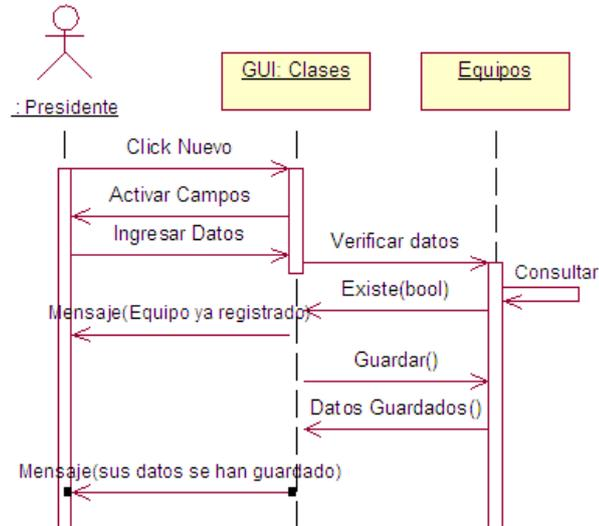 GUI: Clases
Equipos
: Presidente
Click Nuevo
Activar Campos
Ingresar Datos
Verificar datos
Consultar
Existe(bool)
Mensaje(Equipo ya registrado)
Guardar()
Datos Guardados()
Mensaje(sus datos se han guardado)